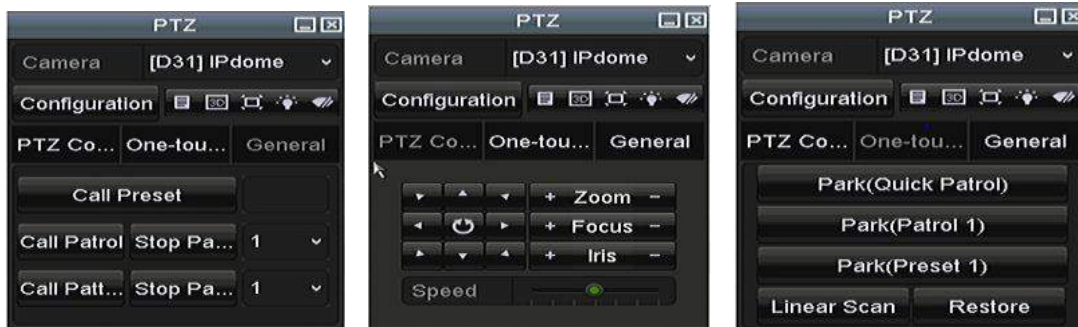 PTZ
Camera [D31] IPdome
Configuration 3D
PTZ Co... One-tou... General
Call Preset
Call Patrol Stop Pa... 1
Call Patt... Stop Pa... 1
PTZ
Camera [D31] IPdome
Configuration 3D
PTZ Co... One-tou... General
+ Zoom -
+ Focus -
+ Iris -
Speed
PTZ
Camera [D31] IPdome
Configuration 3D
PTZ Co... One-tou... General
Park(Quick Patrol)
Park(Patrol 1)
Park(Preset 1)
Linear Scan Restore